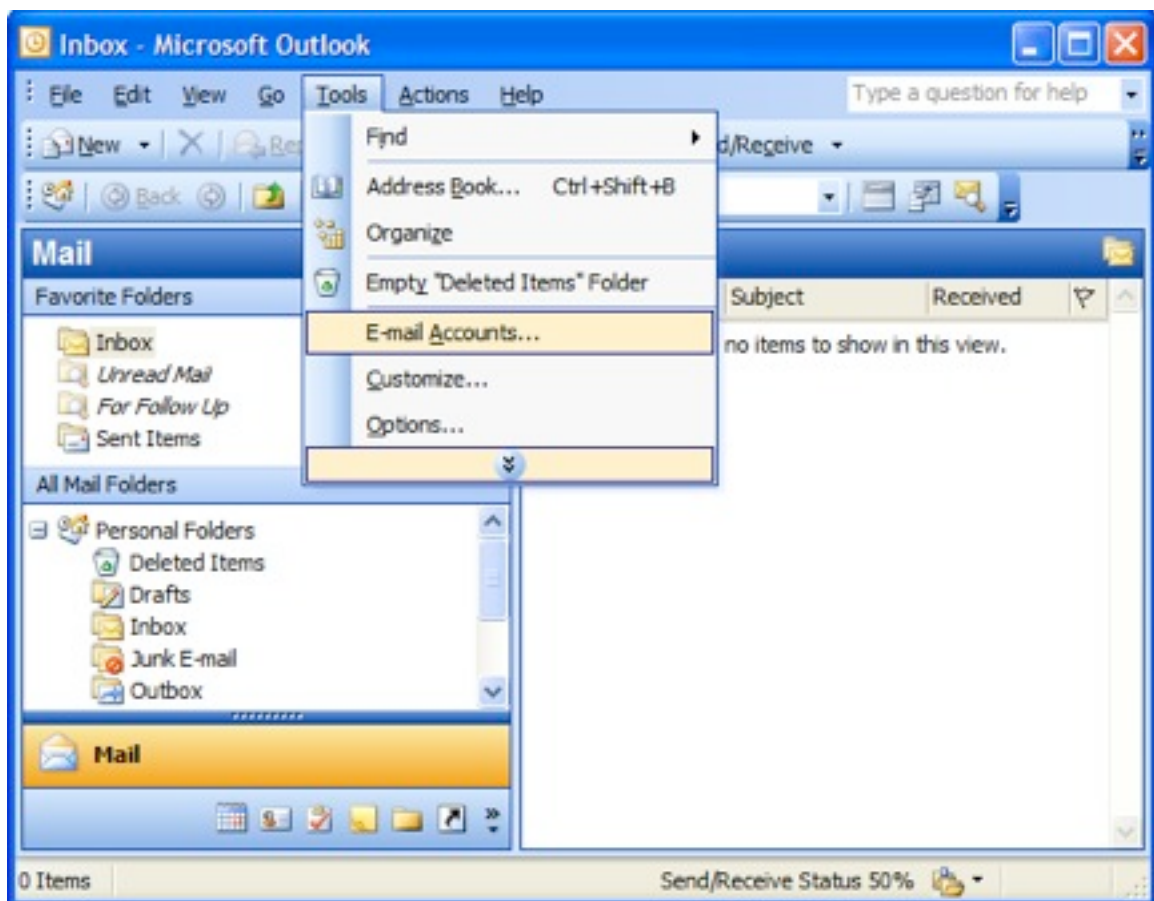 Inbox - Microsoft Outlook
File Edit View Go Tools Actions Help Type a question for help
New d/Receive
Back
Find
Address Book... Ctrl+Shift+B
Organize
Empty "Deleted Items" Folder
E-mail Accounts...
Customize...
Options...
Mail
Favorite Folders
Inbox
Unread Mail
For Follow Up
Sent Items
All Mail Folders
Personal Folders
Deleted Items
Drafts
Inbox
Junk E-mail
Outbox
Mail
Subject Received
no items to show in this view.
0 Items Send/Receive Status 50%